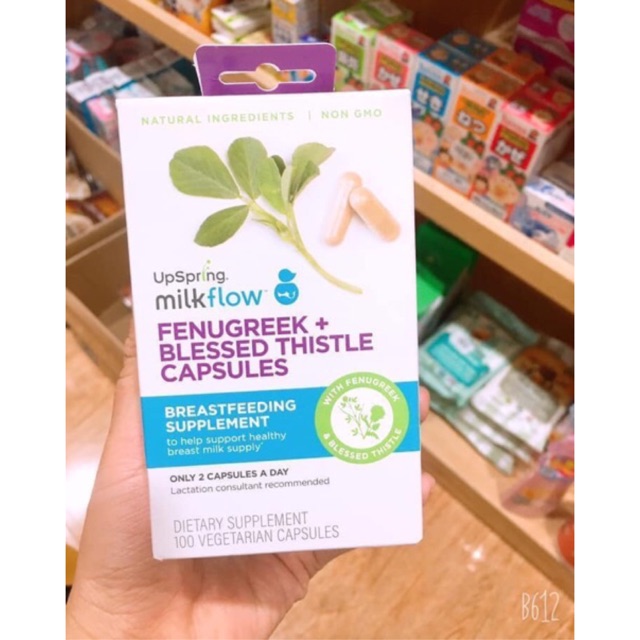 NATURAL INGREDIENTS | NON GMO
UpSpring.
milkflow™
FENUGREEK +
BLESSED THISTLE
CAPSULES
BREASTFEEDING
SUPPLEMENT
to help support healthy
breast milk supply*
WITH FENUGREEK
& BLESSED THISTLE
ONLY 2 CAPSULES A DAY
Lactation consultant recommended
DIETARY SUPPLEMENT
100 VEGETARIAN CAPSULES
B612